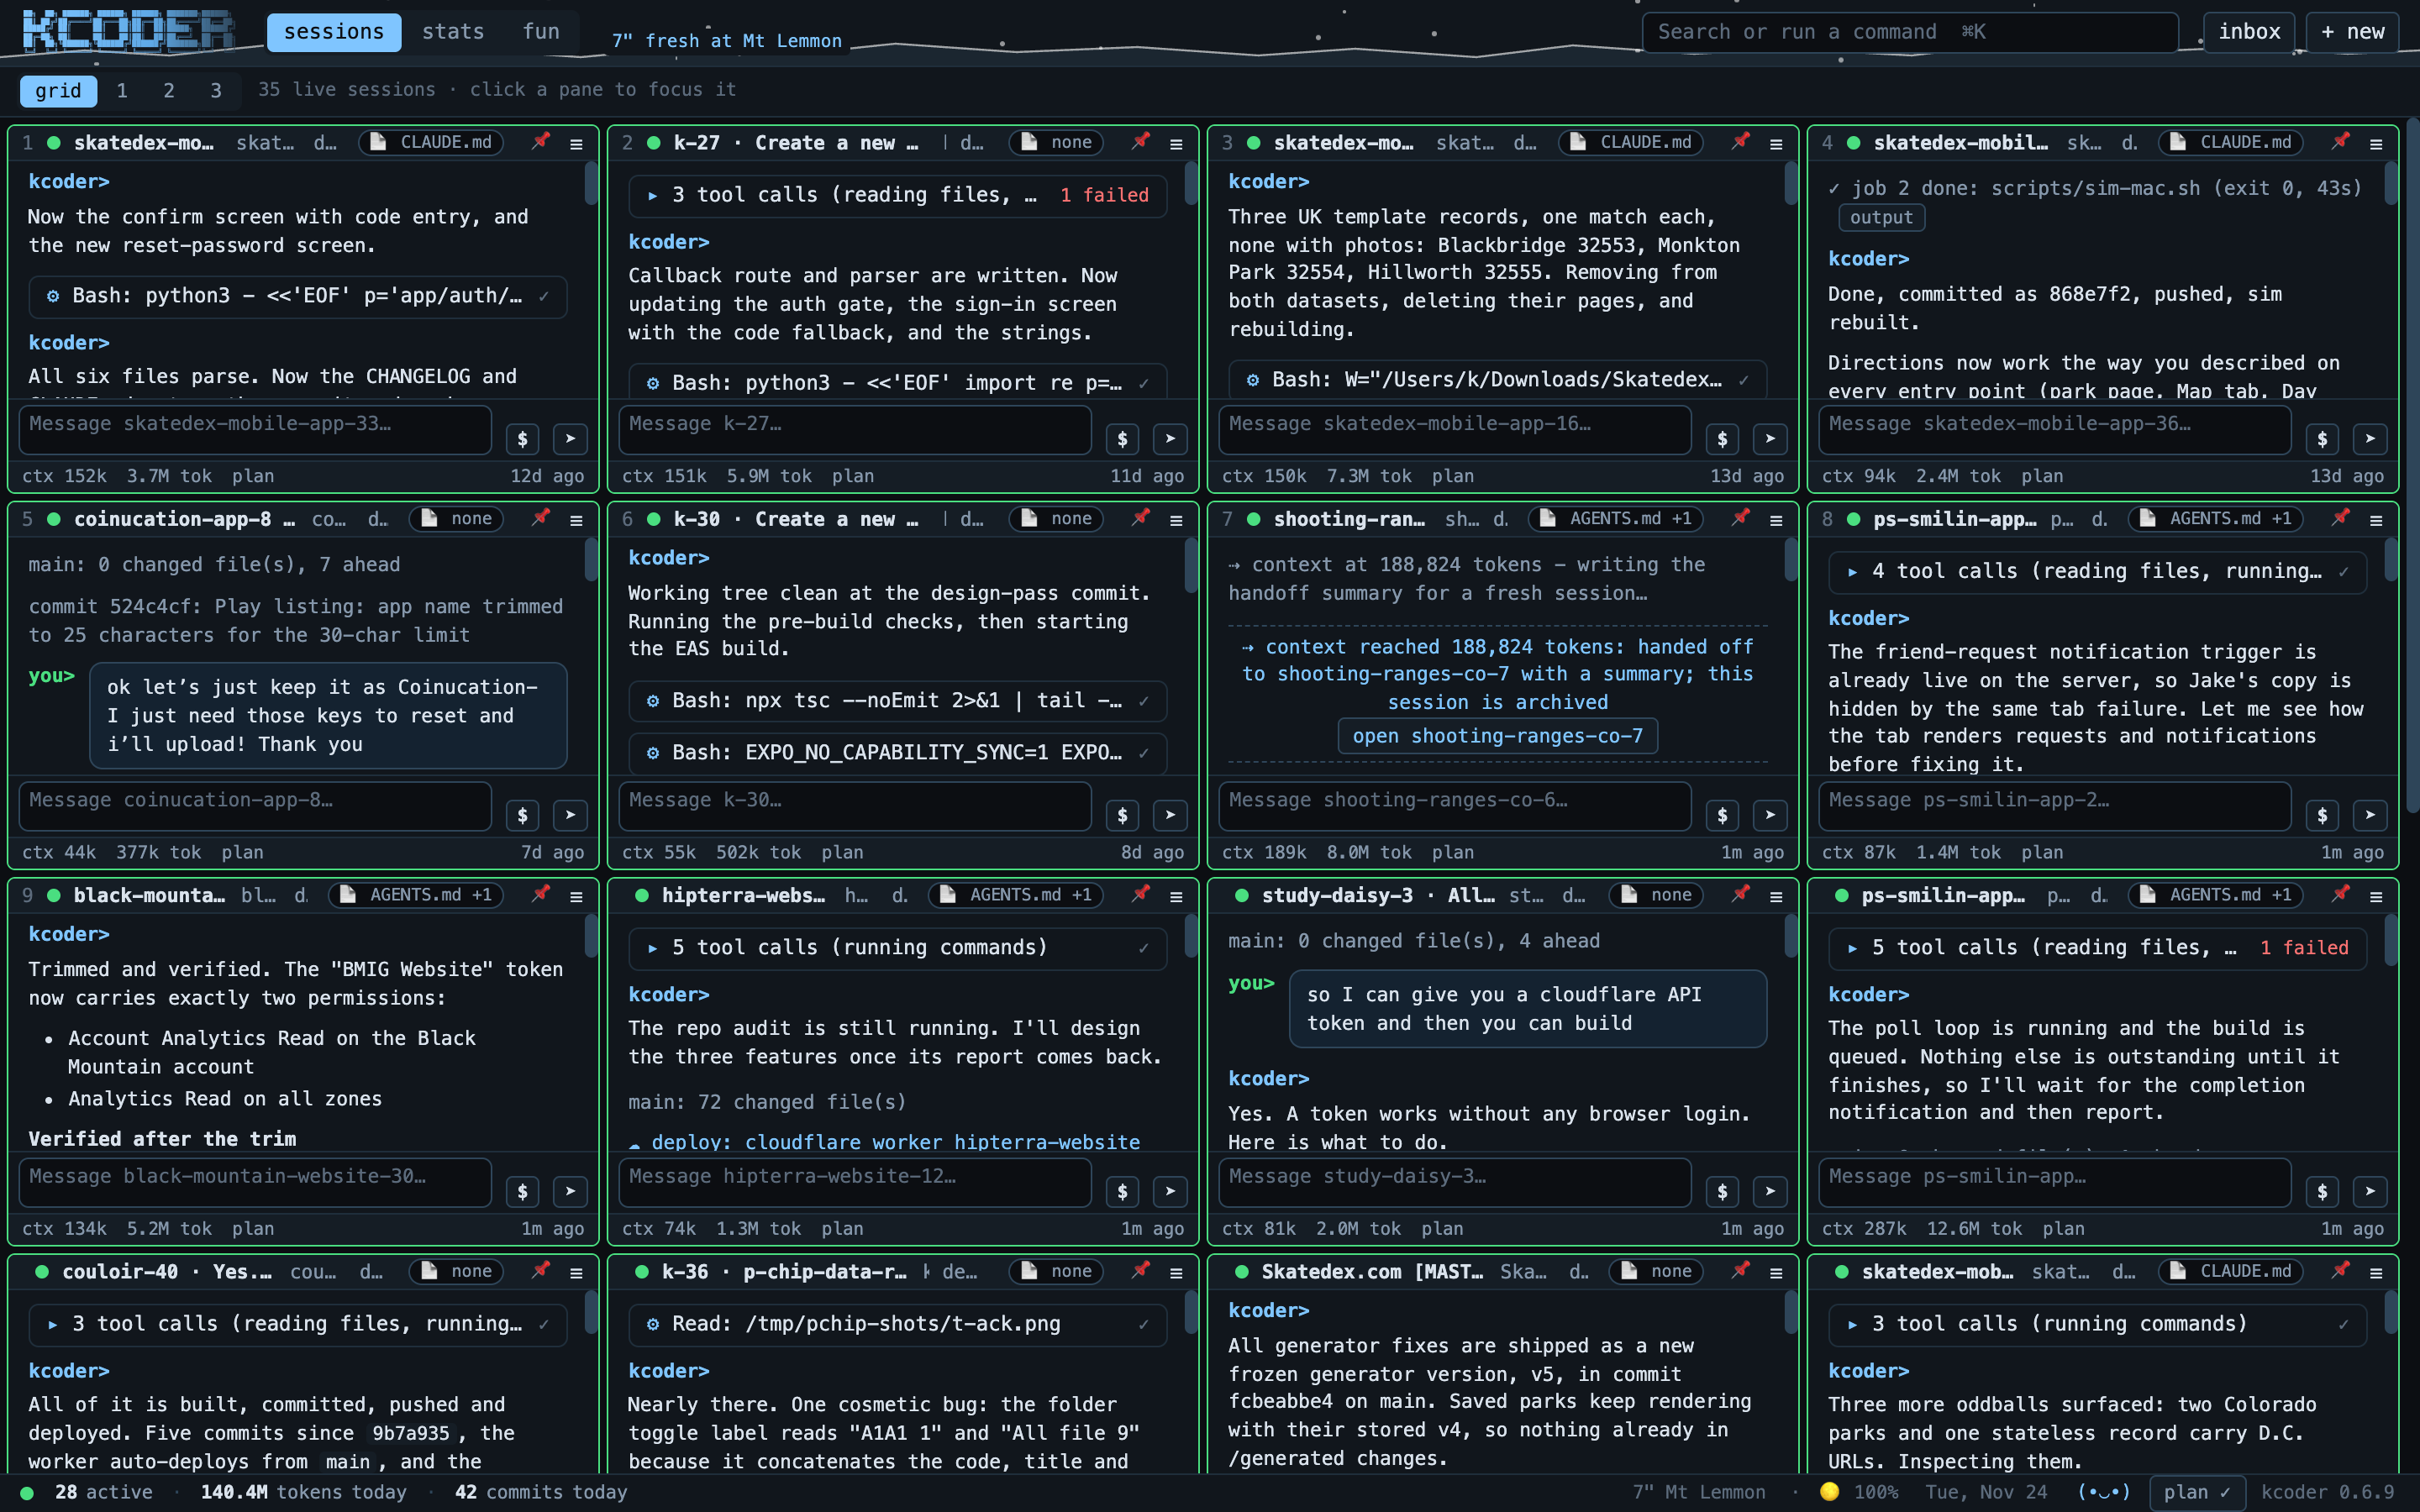 sessions stats fun 7" fresh at Mt Lemmon Search or run a command ⌘K inbox + new
grid 1 2 3 35 live sessions · click a pane to focus it
1 skatedex-mo… skat… d… CLAUDE.md
kcoder>
Now the confirm screen with code entry, and
the new reset-password screen.
Bash: python3 - <<'EOF' p='app/auth/… ✓
kcoder>
All six files parse. Now the CHANGELOG and
Message skatedex-mobile-app-33…
$ ➤
ctx 152k 3.7M tok plan 12d ago
2 k-27 · Create a new … d… none
▸ 3 tool calls (reading files, … 1 failed
kcoder>
Callback route and parser are written. Now
updating the auth gate, the sign-in screen
with the code fallback, and the strings.
Bash: python3 - <<'EOF' import re p=… ✓
Message k-27…
$ ➤
ctx 151k 5.9M tok plan 11d ago
3 skatedex-mo… skat… d… CLAUDE.md
kcoder>
Three UK template records, one match each,
none with photos: Blackbridge 32553, Monkton
Park 32554, Hillworth 32555. Removing from
both datasets, deleting their pages, and
rebuilding.
Bash: W="/Users/k/Downloads/Skatedex… ✓
Message skatedex-mobile-app-16…
$ ➤
ctx 150k 7.3M tok plan 13d ago
4 skatedex-mobil… sk… d. CLAUDE.md
✓ job 2 done: scripts/sim-mac.sh (exit 0, 43s)
output
kcoder>
Done, committed as 868e7f2, pushed, sim
rebuilt.
Directions now work the way you described on
every entry point (park page, Map tab, Day
Message skatedex-mobile-app-36…
$ ➤
ctx 94k 2.4M tok plan 13d ago
5 coinucation-app-8 … co… d… none
main: 0 changed file(s), 7 ahead
commit 524c4cf: Play listing: app name trimmed
to 25 characters for the 30-char limit
you> ok let’s just keep it as Coinucation-
I just need those keys to reset and
i’ll upload! Thank you
Message coinucation-app-8…
$ ➤
ctx 44k 377k tok plan 7d ago
6 k-30 · Create a new … d… none
kcoder>
Working tree clean at the design-pass commit.
Running the pre-build checks, then starting
the EAS build.
Bash: npx tsc --noEmit 2>&1 | tail -… ✓
Bash: EXPO_NO_CAPABILITY_SYNC=1 EXPO… ✓
Message k-30…
$ ➤
ctx 55k 502k tok plan 8d ago
7 shooting-ran… sh… d. AGENTS.md +1
⇢ context at 188,824 tokens — writing the
handoff summary for a fresh session…
⇢ context reached 188,824 tokens: handed off
to shooting-ranges-co-7 with a summary; this
session is archived
open shooting-ranges-co-7
Message shooting-ranges-co-6…
$ ➤
ctx 189k 8.0M tok plan 1m ago
8 ps-smilin-app… p… d. AGENTS.md +1
▸ 4 tool calls (reading files, running… ✓
kcoder>
The friend-request notification trigger is
already live on the server, so Jake's copy is
hidden by the same tab failure. Let me see how
the tab renders requests and notifications
before fixing it.
Message ps-smilin-app-2…
$ ➤
ctx 87k 1.4M tok plan 1m ago
9 black-mounta… bl… d. AGENTS.md +1
kcoder>
Trimmed and verified. The "BMIG Website" token
now carries exactly two permissions:
• Account Analytics Read on the Black
Mountain account
• Analytics Read on all zones
Verified after the trim
Message black-mountain-website-30…
$ ➤
ctx 134k 5.2M tok plan 1m ago
hipterra-webs… h… d. AGENTS.md +1
▸ 5 tool calls (running commands) ✓
kcoder>
The repo audit is still running. I'll design
the three features once its report comes back.
main: 72 changed file(s)
☁ deploy: cloudflare worker hipterra-website
Message hipterra-website-12…
$ ➤
ctx 74k 1.3M tok plan 1m ago
study-daisy-3 · All… st… d… none
main: 0 changed file(s), 4 ahead
you> so I can give you a cloudflare API
token and then you can build
kcoder>
Yes. A token works without any browser login.
Here is what to do.
Message study-daisy-3…
$ ➤
ctx 81k 2.0M tok plan 1m ago
ps-smilin-app… p… d. AGENTS.md +1
▸ 5 tool calls (reading files, … 1 failed
kcoder>
The poll loop is running and the build is
queued. Nothing else is outstanding until it
finishes, so I'll wait for the completion
notification and then report.
Message ps-smilin-app…
$ ➤
ctx 287k 12.6M tok plan 1m ago
couloir-40 · Yes.… cou… d… none
▸ 3 tool calls (reading files, running… ✓
kcoder>
All of it is built, committed, pushed and
deployed. Five commits since 9b7a935, the
worker auto-deploys from main, and the
k-36 · p-chip-data-r… de… none
Read: /tmp/pchip-shots/t-ack.png ✓
kcoder>
Nearly there. One cosmetic bug: the folder
toggle label reads "A1A1 1" and "All file 9"
because it concatenates the code, title and
Skatedex.com [MAST… Ska… d. none
kcoder>
All generator fixes are shipped as a new
frozen generator version, v5, in commit
fcbeabbe4 on main. Saved parks keep rendering
with their stored v4, so nothing already in
/generated changes.
skatedex-mob… skat… d… CLAUDE.md
▸ 3 tool calls (running commands) ✓
kcoder>
Three more oddballs surfaced: two Colorado
parks and one stateless record carry D.C.
URLs. Inspecting them.
28 active · 140.4M tokens today · 42 commits today 7" Mt Lemmon · 100% Tue, Nov 24 (•◡•) plan ✓ kcoder 0.6.9